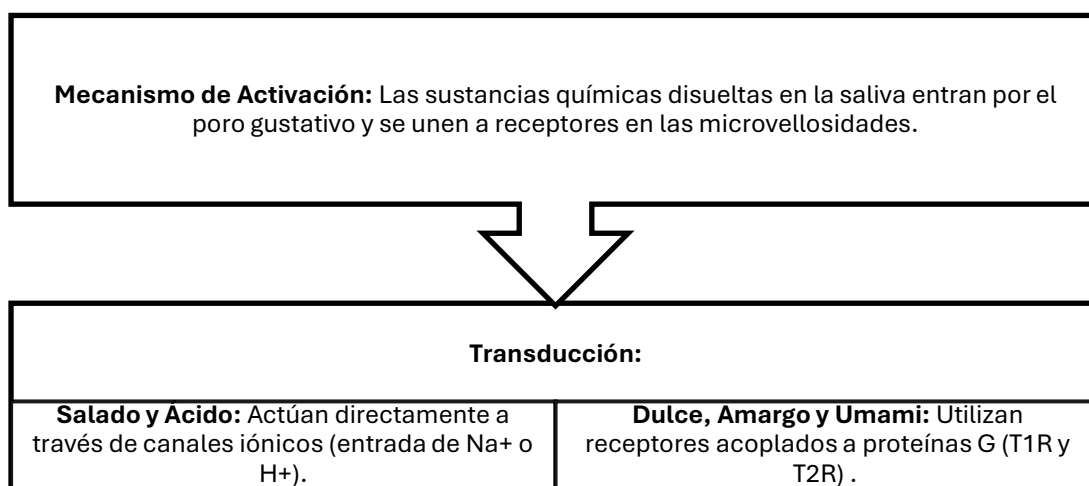 Mecanismo de Activación: Las sustancias químicas disueltas en la saliva entran por el
poro gustativo y se unen a receptores en las microvellosidades.
Transducción:
Salado y Ácido: Actúan directamente a
través de canales iónicos (entrada de Na+ o
H+).
Dulce, Amargo y Umami: Utilizan
receptores acoplados a proteínas G (T1R y
T2R) .